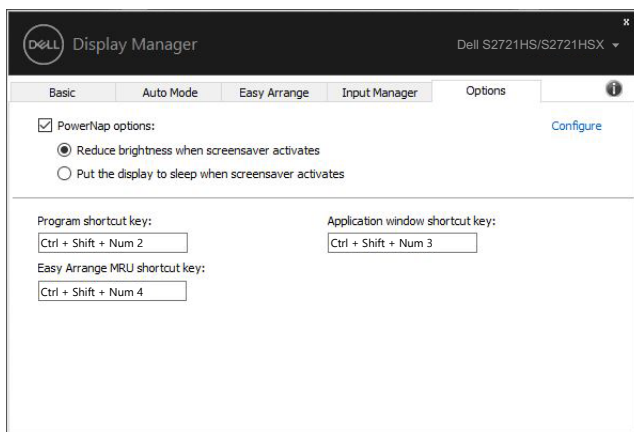 x
DELL Display Manager
Dell S2721HS/S2721HSX
Basic Auto Mode Easy Arrange Input Manager Options
PowerNap options: Configure
Reduce brightness when screensaver activates
Put the display to sleep when screensaver activates
Program shortcut key: Application window shortcut key:
Ctrl + Shift + Num 2 Ctrl + Shift + Num 3
Easy Arrange MRU shortcut key:
Ctrl + Shift + Num 4